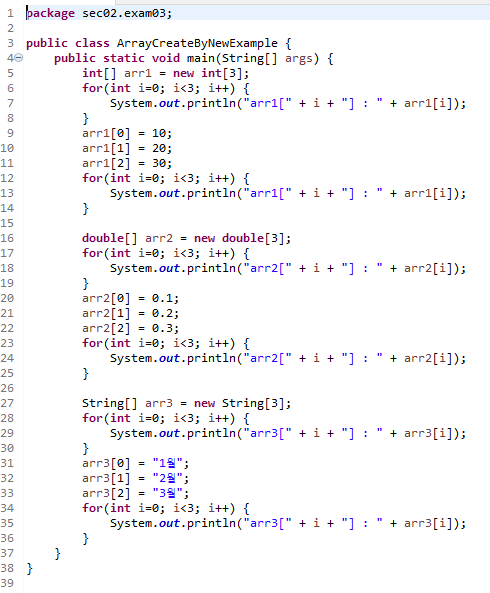 1 package sec02.exam03;
2
3 public class ArrayCreateByNewExample {
4     public static void main(String[] args) {
5         int[] arr1 = new int[3];
6         for(int i=0; i<3; i++) {
7             System.out.println("arr1[" + i + "] : " + arr1[i]);
8         }
9         arr1[0] = 10;
10         arr1[1] = 20;
11         arr1[2] = 30;
12         for(int i=0; i<3; i++) {
13             System.out.println("arr1[" + i + "] : " + arr1[i]);
14         }
15
16         double[] arr2 = new double[3];
17         for(int i=0; i<3; i++) {
18             System.out.println("arr2[" + i + "] : " + arr2[i]);
19         }
20         arr2[0] = 0.1;
21         arr2[1] = 0.2;
22         arr2[2] = 0.3;
23         for(int i=0; i<3; i++) {
24             System.out.println("arr2[" + i + "] : " + arr2[i]);
25         }
26
27         String[] arr3 = new String[3];
28         for(int i=0; i<3; i++) {
29             System.out.println("arr3[" + i + "] : " + arr3[i]);
30         }
31         arr3[0] = "1월";
32         arr3[1] = "2월";
33         arr3[2] = "3월";
34         for(int i=0; i<3; i++) {
35             System.out.println("arr3[" + i + "] : " + arr3[i]);
36         }
37     }
38 }
39